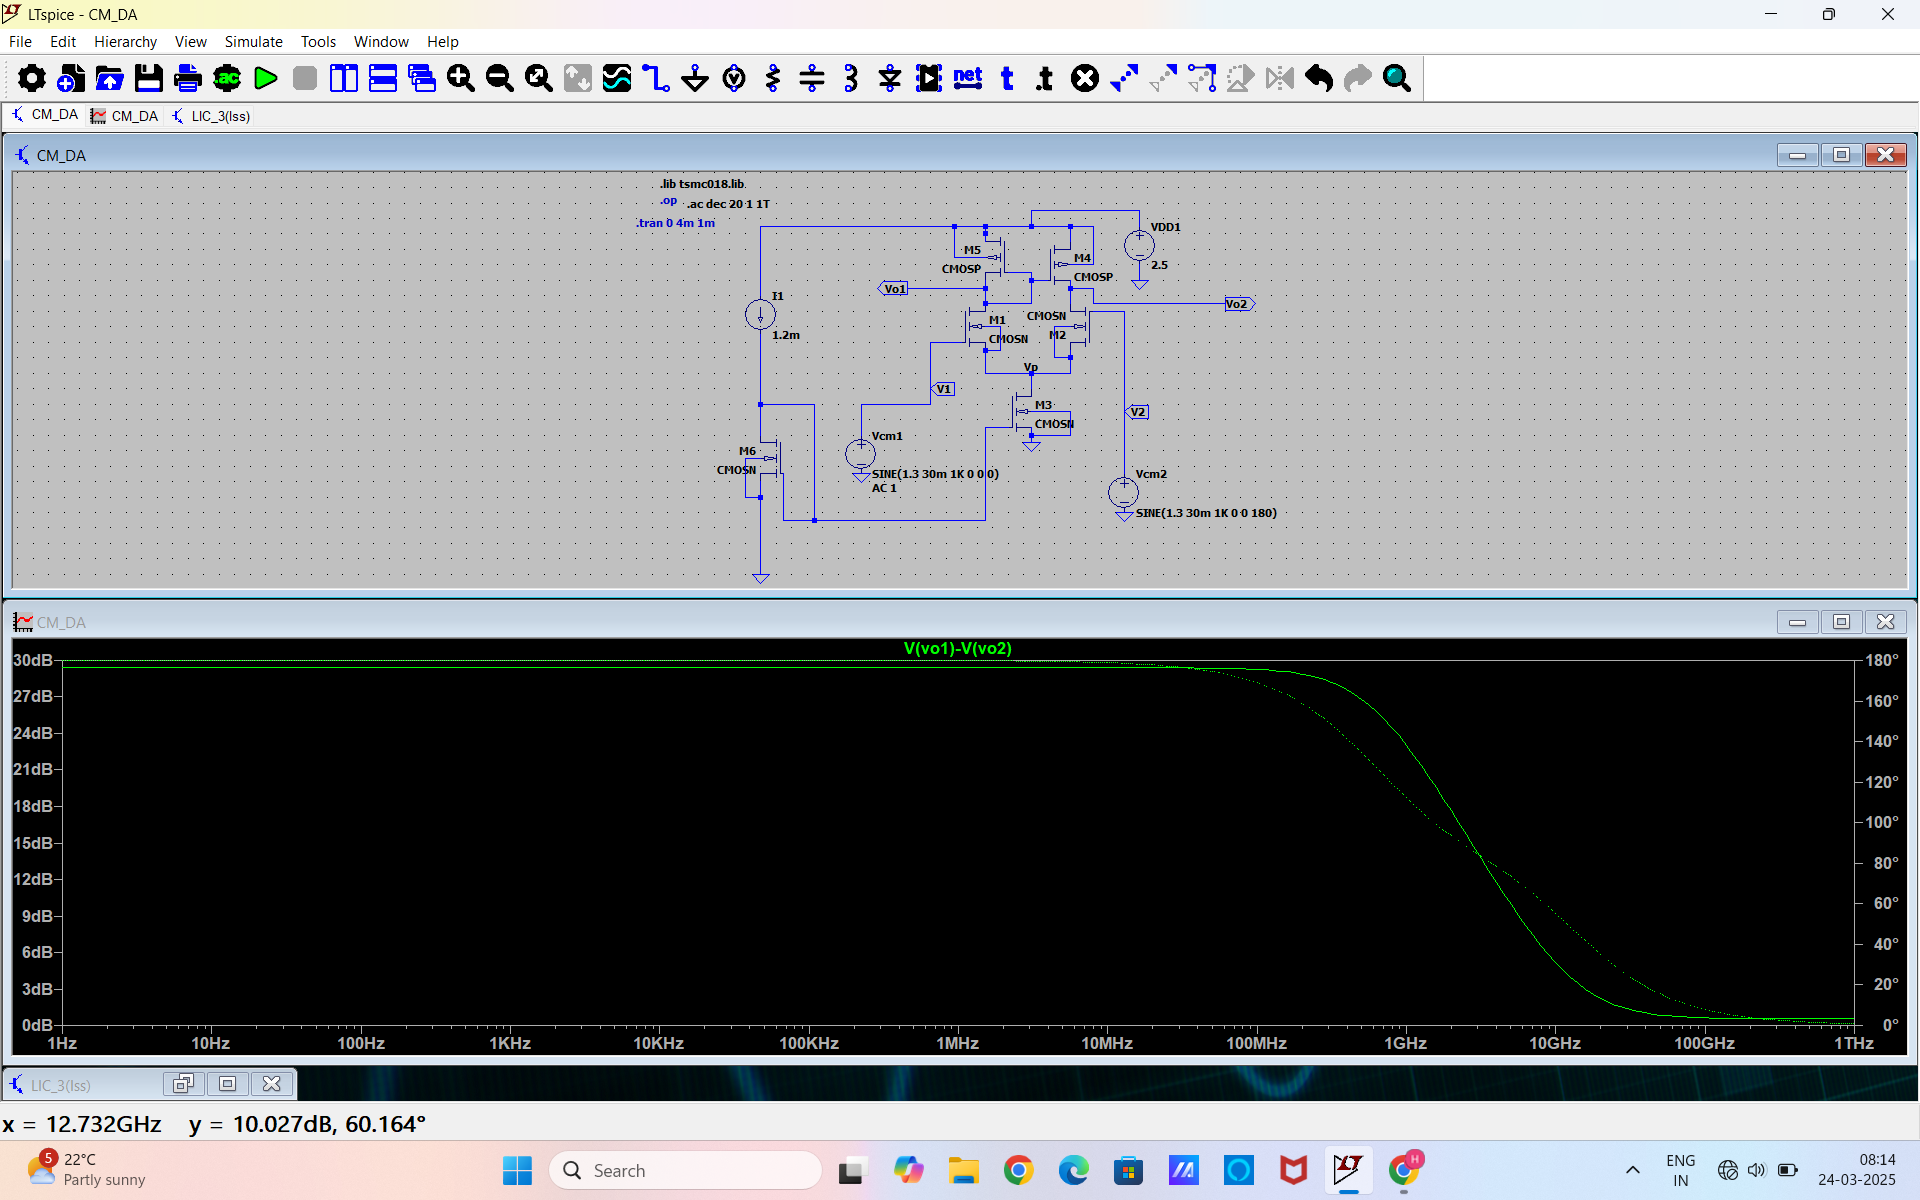 LTspice - CM_DA
File Edit Hierarchy View Simulate Tools Window Help
.ac net t .t
CM_DA CM_DA LIC_3(Iss)
CM_DA
.lib tsmc018.lib
.op .ac dec 20 1 1T
.tran 0 4m 1m
VDD1
2.5
M5
CMOSP
M4
CMOSP
Vo1
Vo2
I1
1.2m
M1
CMOSN
CMOSN
M2
Vp
V1
M3
CMOSN
V2
Vcm1
SINE(1.3 30m 1K 0 0 0)
AC 1
M6
CMOSN
Vcm2
SINE(1.3 30m 1K 0 0 180)
CM_DA
V(vo1)-V(vo2)
30dB 180°
27dB 160°
24dB 140°
21dB 120°
18dB 100°
15dB 80°
12dB 60°
9dB 40°
6dB 20°
3dB 0°
0dB
1Hz 10Hz 100Hz 1KHz 10KHz 100KHz 1MHz 10MHz 100MHz 1GHz 10GHz 100GHz 1THz
LIC_3(Iss)
x = 12.732GHz y = 10.027dB, 60.164°
5 22°C
Partly sunny
Search
LT
H
ENG
IN
08:14
24-03-2025